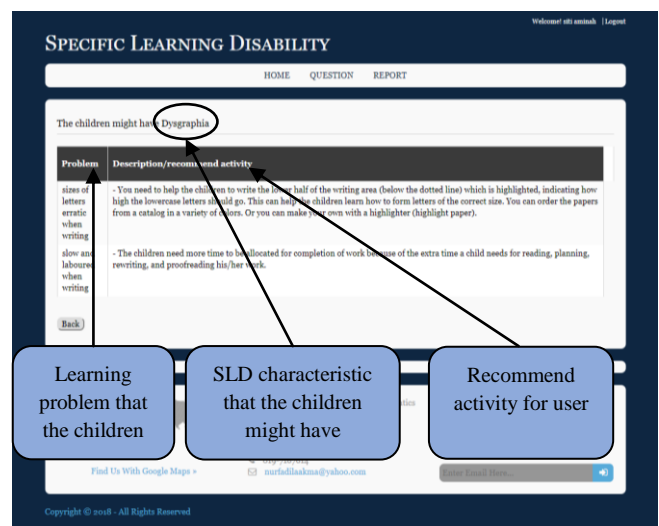 Welcome! siti aminah | Logout
SPECIFIC LEARNING DISABILITY
HOME QUESTION REPORT
The children might have Dysgraphia
Problem Description/recommend activity
sizes of letters erratic when writing
- You need to help the children to write the lower half of the writing area (below the dotted line) which is highlighted, indicating how
high the lowercase letters should go. This can help the children learn how to form letters of the correct size. You can order the papers
from a catalog in a variety of colors. Or you can make your own with a highlighter (highlight paper).
slow and laboured when writing
- The children need more time to be allocated for completion of work because of the extra time a child needs for reading, planning,
rewriting, and proofreading his/her work.
Back
Learning
problem that
the children
SLD characteristic
that the children
might have
Recommend
activity for user
Find Us With Google Maps »
nurfadilaakma@yahoo.com
Enter Email Here...
Copyright © 2018 - All Rights Reserved